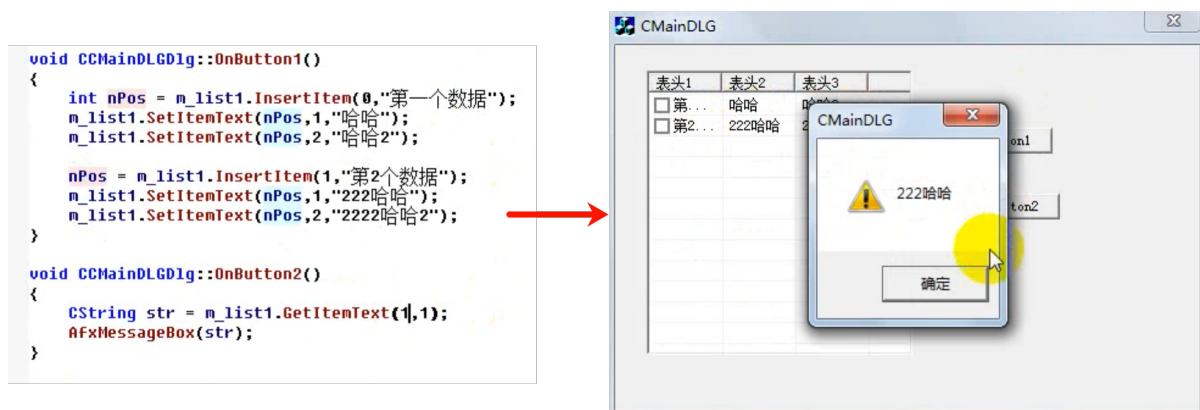 void CCMainDLGDlg::OnButton1()
{
int nPos = m_list1.InsertItem(0,"第一个数据");
m_list1.SetItemText(nPos,1,"哈哈");
m_list1.SetItemText(nPos,2,"哈哈2");
nPos = m_list1.InsertItem(1,"第2个数据");
m_list1.SetItemText(nPos,1,"222哈哈");
m_list1.SetItemText(nPos,2,"2222哈哈2");
}
void CCMainDLGDlg::OnButton2()
{
CString str = m_list1.GetItemText(1,1);
AfxMessageBox(str);
}
CMainDLG
表头1 表头2 表头3
第... 哈哈
第2... 222哈哈 2
CMainDLG
222哈哈
确定
on1
ton2